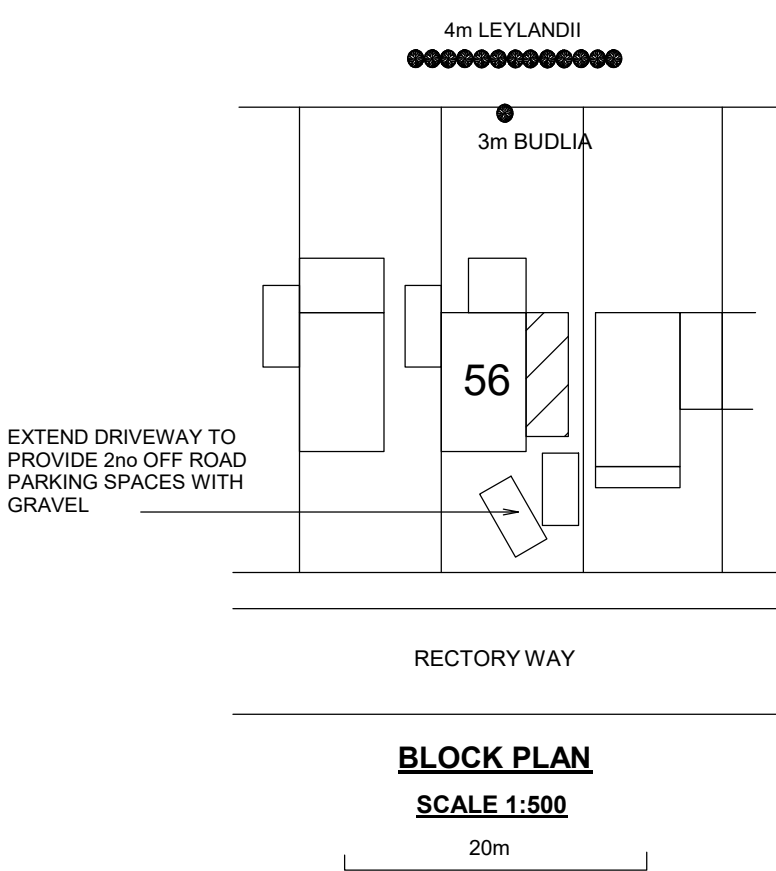 4m LEYLANDII
3m BUDLIA
56
EXTEND DRIVEWAY TO
PROVIDE 2no OFF ROAD
PARKING SPACES WITH
GRAVEL
RECTORY WAY
BLOCK PLAN
SCALE 1:500
20m